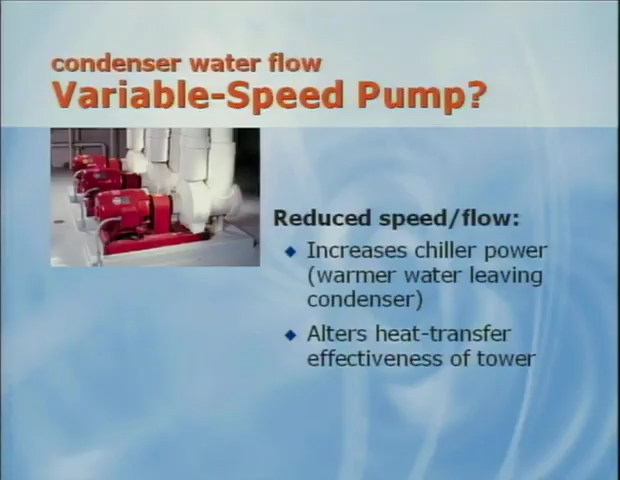 condenser water flow
Variable-Speed Pump?
Reduced speed/flow:
Increases chiller power
(warmer water leaving
condenser)
Alters heat-transfer
effectiveness of tower